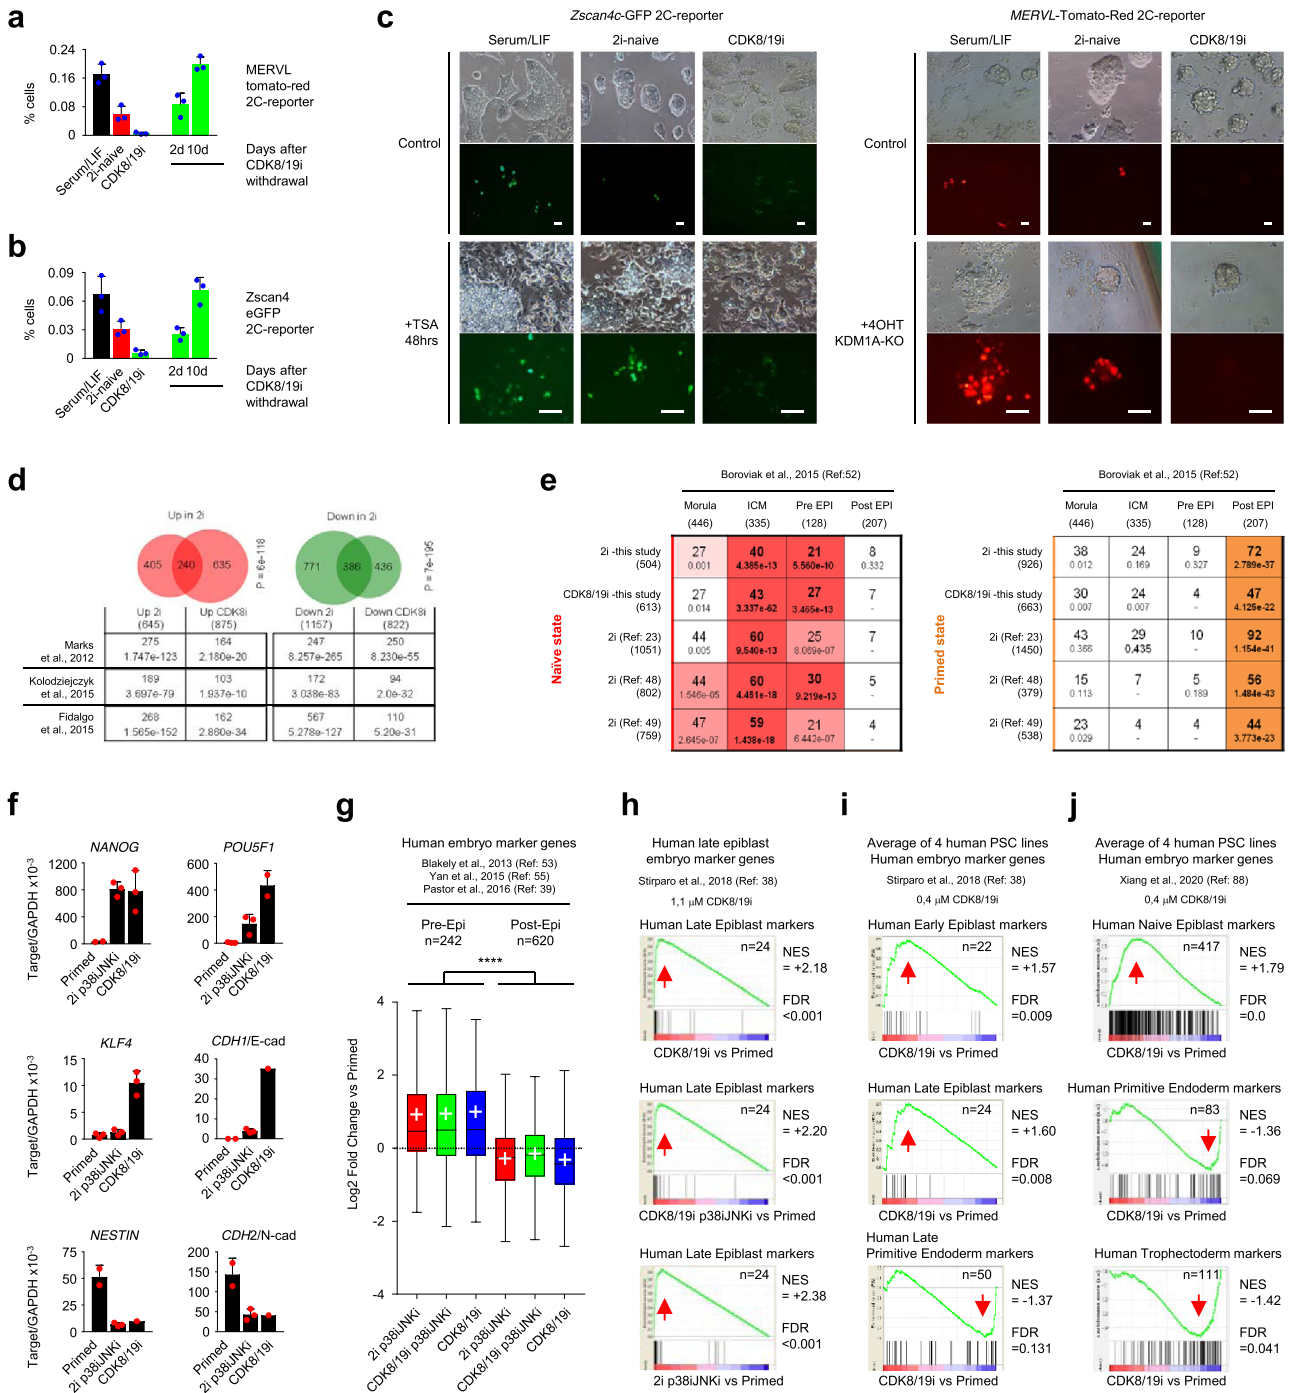 a
0.24
0.16
0.08
0
% cells
Serum/LIF
2i-naive
CDK8/19i
2d 10d
MERVL
tomato-red
2C-reporter
Days after
CDK8/19i
withdrawal
b
0.09
0.06
0.03
0
% cells
Serum/LIF
2i-naive
CDK8/19i
2d 10d
Zscan4
eGFP
2C-reporter
Days after
CDK8/19i
withdrawal
c
Zscan4c-GFP 2C-reporter
Serum/LIF 2i-naive CDK8/19i
Control
+TSA
48hrs
MERVL-Tomato-Red 2C-reporter
Serum/LIF 2i-naive CDK8/19i
Control
+4OHT
KDM1A-KO
d
Up in 2i
405 240 635
P = 6e-118
Down in 2i
771 386 436
P = 7e-195
Up 2i Up CDK8i Down 2i Down CDK8i
(645) (875) (1157) (822)
Marks
et al., 2012
275 164 247 250
1.747e-123 2.180e-20 8.257e-265 8.230e-55
Kolodziejczyk
et al., 2015
189 103 172 94
3.697e-79 1.937e-10 3.038e-83 2.0e-32
Fidalgo
et al., 2015
268 162 567 110
1.565e-152 2.860e-34 5.278e-127 5.20e-31
e
Boroviak et al., 2015 (Ref:52)
Morula ICM Pre EPI Post EPI
(446) (335) (128) (207)
Naïve state
2i -this study
(504)
27 40 21 8
0.001 4.385e-13 5.560e-10 0.332
CDK8/19i -this study
(613)
27 43 27 7
0.014 3.337e-62 3.465e-13 -
2i (Ref: 23)
(1051)
44 60 25 7
0.005 9.540e-13 8.069e-07 -
2i (Ref: 48)
(802)
44 60 30 5
1.546e-05 4.451e-18 9.219e-13 -
2i (Ref: 49)
(759)
47 59 21 4
2.645e-07 1.438e-18 6.442e-07 -
Boroviak et al., 2015 (Ref:52)
Morula ICM Pre EPI Post EPI
(446) (335) (128) (207)
Primed state
2i -this study
(926)
38 24 9 72
0.012 0.169 0.327 2.789e-37
CDK8/19i -this study
(663)
30 24 4 47
0.007 0.007 - 4.125e-22
2i (Ref: 23)
(1450)
43 29 10 92
0.366 0.435 1.154e-41
2i (Ref: 48)
(379)
15 7 5 56
0.113 - 0.189 1.484e-43
2i (Ref: 49)
(538)
23 4 4 44
0.029 - - 3.773e-23
f
NANOG
Target/GAPDH x10-3
1200
800
400
0
Primed
2i p38iJNKi
CDK8/19i
POU5F1
600
400
200
0
Primed
2i p38iJNKi
CDK8/19i
KLF4
Target/GAPDH x10-3
15
10
5
0
Primed
2i p38iJNKi
CDK8/19i
CDH1/E-cad
40
30
20
10
0
Primed
2i p38iJNKi
CDK8/19i
NESTIN
Target/GAPDH x10-3
75
50
25
0
Primed
2i p38iJNKi
CDK8/19i
CDH2/N-cad
200
150
100
50
0
Primed
2i p38iJNKi
CDK8/19i
g
Human embryo marker genes
Blakely et al., 2013 (Ref: 53)
Yan et al., 2015 (Ref: 55)
Pastor et al., 2016 (Ref: 39)
Pre-Epi Post-Epi
n=242 n=620
****
Log2 Fold Change vs Primed
4
2
0
-2
-4
2i p38iJNKi
CDK8/19i p38iJNKi
CDK8/19i
2i p38iJNKi
CDK8/19i p38iJNKi
CDK8/19i
h
Human late epiblast
embryo marker genes
Stirparo et al., 2018 (Ref: 38)
1,1 µM CDK8/19i
Human Late Epiblast markers
n=24
NES
= +2.18
FDR
<0.001
CDK8/19i vs Primed
Human Late Epiblast markers
n=24
NES
= +2.20
FDR
<0.001
CDK8/19i p38iJNKi vs Primed
Human Late Epiblast markers
n=24
NES
= +2.38
FDR
<0.001
2i p38iJNKi vs Primed
i
Average of 4 human PSC lines
Human embryo marker genes
Stirparo et al., 2018 (Ref: 38)
0,4 µM CDK8/19i
Human Early Epiblast markers
n=22
NES
= +1.57
FDR
=0.009
CDK8/19i vs Primed
Human Late Epiblast markers
n=24
NES
= +1.60
FDR
=0.008
CDK8/19i vs Primed
Human Late
Primitive Endoderm markers
n=50
NES
= -1.37
FDR
=0.131
CDK8/19i vs Primed
j
Average of 4 human PSC lines
Human embryo marker genes
Xiang et al., 2020 (Ref: 88)
0,4 µM CDK8/19i
Human Naive Epiblast markers
n=417
NES
= +1.79
FDR
=0.0
CDK8/19i vs Primed
Human Primitive Endoderm markers
n=83
NES
= -1.36
FDR
=0.069
CDK8/19i vs Primed
Human Trophectoderm markers
n=111
NES
= -1.42
FDR
=0.041
CDK8/19i vs Primed